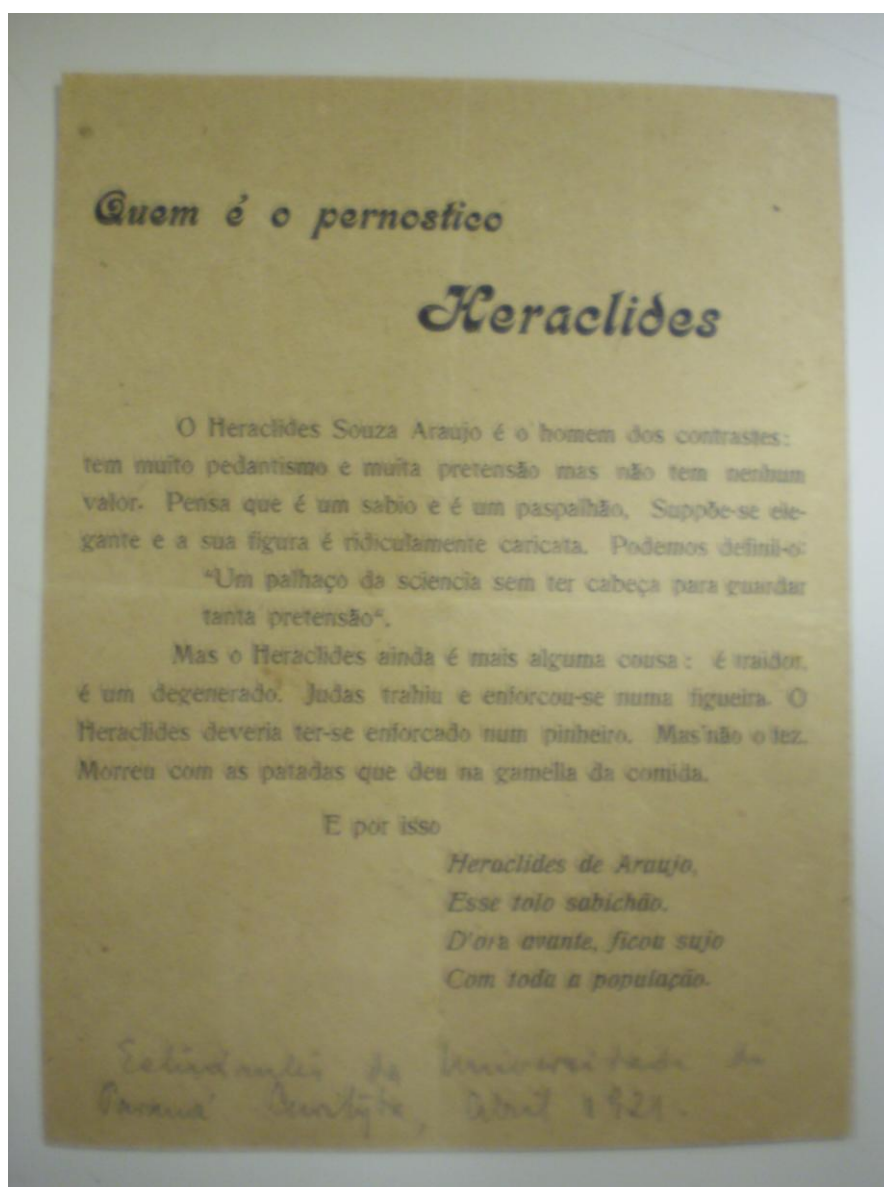 Quem é o pernostico
Heraclides
O Heraclides Souza Araujo é o homem dos contrastes:
tem muito pedantismo e muita pretensão mas não tem nenhum
valor. Pensa que é um sabio e é um paspalhão. Suppõe-se ele-
gante e a sua figura é ridiculamente caricata. Podemos definil-o:
“Um palhaço da sciencia sem ter cabeça para guardar
tanta pretensão“.
Mas o Heraclides ainda é mais alguma cousa: é traidor,
é um degenerado. Judas trahiu e enforcou-se numa figueira. O
Heraclides deveria ter-se enforcado num pinheiro. Mas não o fez.
Morreu com as patadas que deu na gamella da comida.
E por isso
Heraclides de Araujo,
Esse tolo sabichão.
D'ora avante, ficou sujo
Com toda a população.
Estudantes da Universidade do
Paraná Curityba, abril 1921.